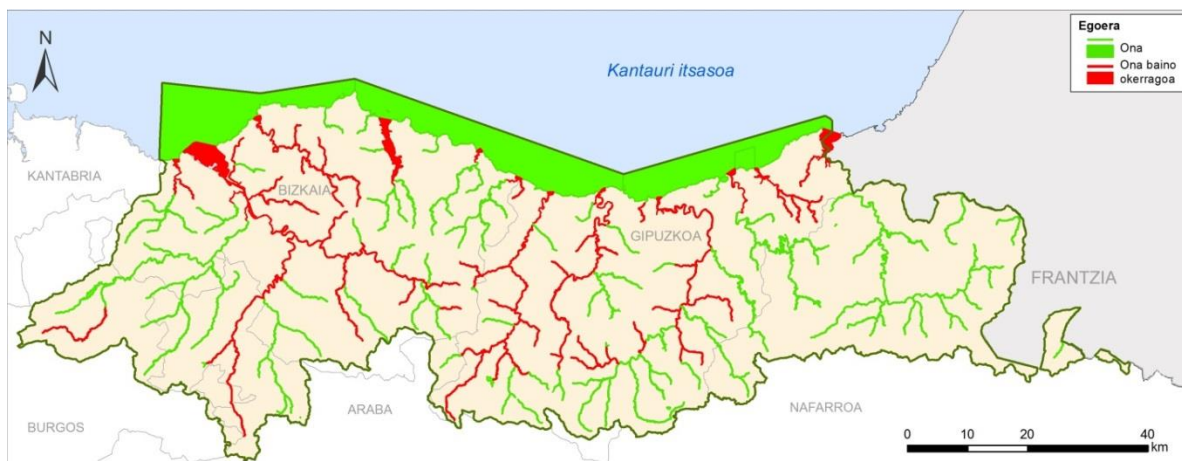 N
Kantauri itsasoa
Egoera
Ona
Ona baino
okerragoa
KANTABRIA
BIZKAIA
GIPUZKOA
FRANTZIA
ARABA
NAFARROA
BURGOS
0 10 20 40
km